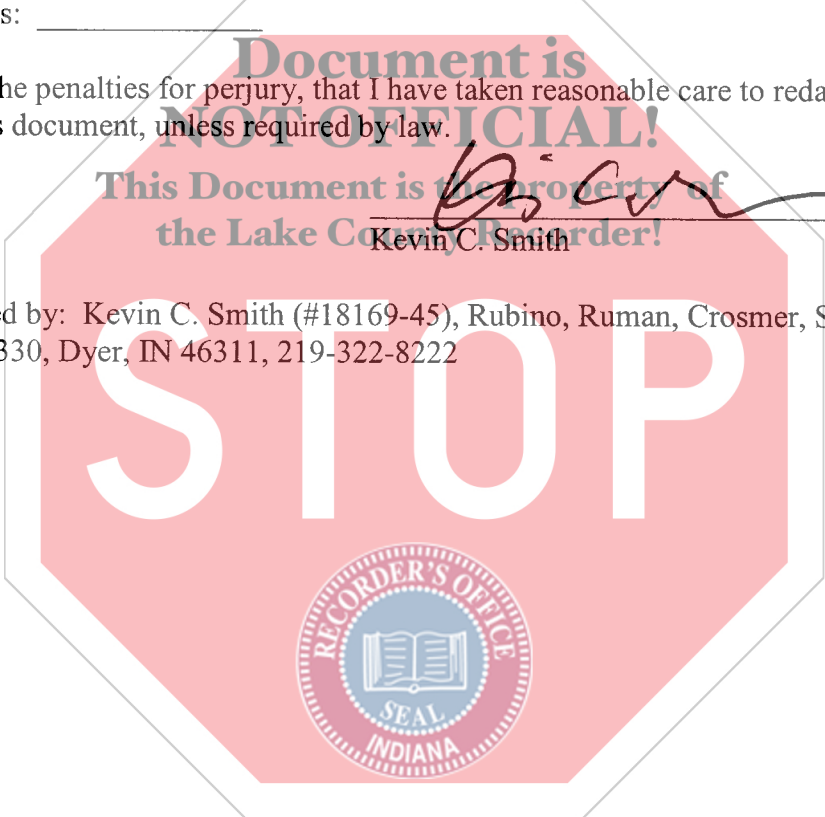 s: ____________
Document is
he penalties for perjury, that I have taken reasonable care to reda
NOT OFFICIAL!
s document, unless required by law.
This Document is the property of
the Lake County Recorder!
Kevin C. Smith
d by: Kevin C. Smith (#18169-45), Rubino, Ruman, Crosmer, S
330, Dyer, IN 46311, 219-322-8222
STOP
RECORDER'S OFFICE
SEAL
INDIANA